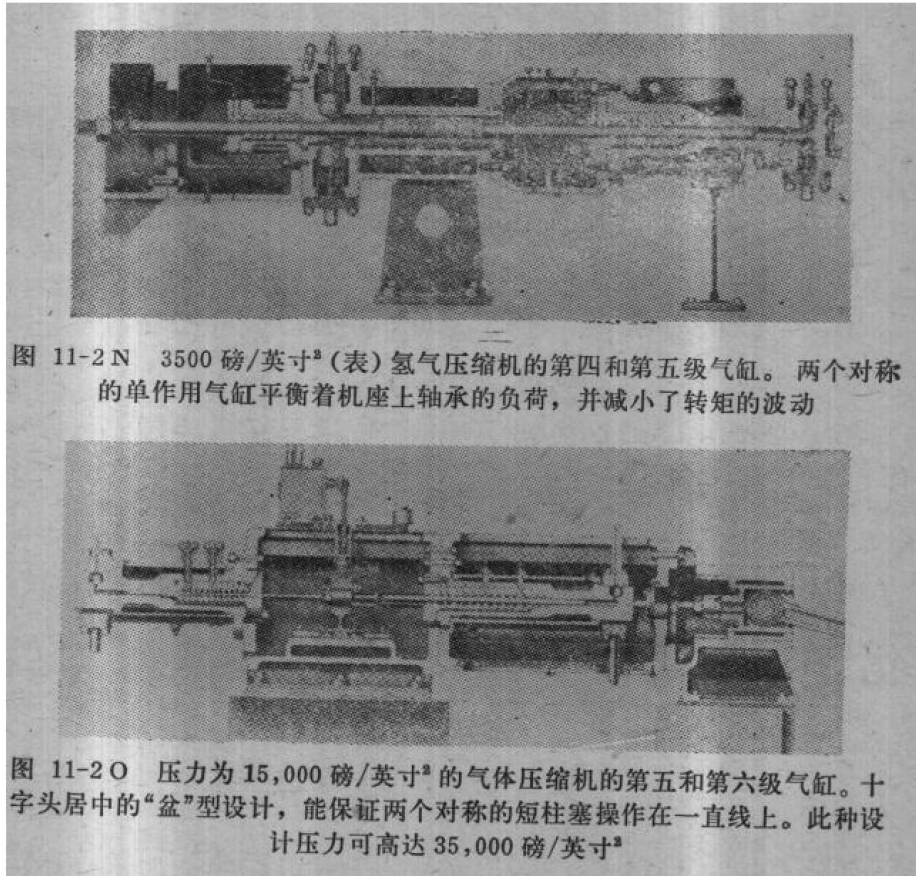 图 11-2N 3500 磅/英寸² (表) 氢气压缩机的第四和第五级气缸。两个对称
的单作用气缸平衡着机座上轴承的负荷，并减小了转矩的波动
图 11-2O 压力为 15,000 磅/英寸² 的气体压缩机的第五和第六级气缸。十
字头居中的“盆”型设计，能保证两个对称的短柱塞操作在一直线上。此种设
计压力可高达 35,000 磅/英寸²